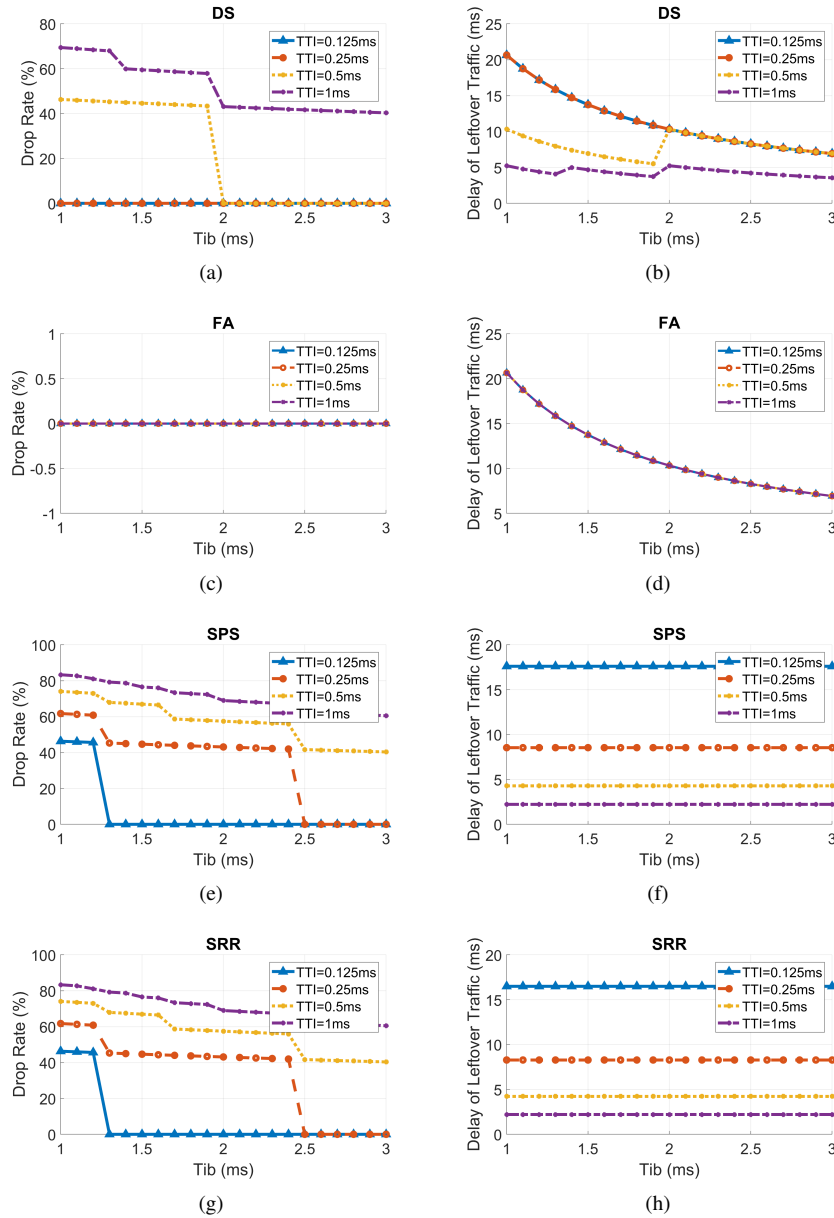 DS
80
60
40
20
0
Drop Rate (%)
1 1.5 2 2.5 3
Tib (ms)
TTI=0.125ms
TTI=0.25ms
TTI=0.5ms
TTI=1ms
(a)
DS
25
20
15
10
5
0
Delay of Leftover Traffic (ms)
1 1.5 2 2.5 3
Tib (ms)
TTI=0.125ms
TTI=0.25ms
TTI=0.5ms
TTI=1ms
(b)
FA
1
0.5
0
-0.5
-1
Drop Rate (%)
1 1.5 2 2.5 3
Tib (ms)
TTI=0.125ms
TTI=0.25ms
TTI=0.5ms
TTI=1ms
(c)
FA
25
20
15
10
5
Delay of Leftover Traffic (ms)
1 1.5 2 2.5 3
Tib (ms)
TTI=0.125ms
TTI=0.25ms
TTI=0.5ms
TTI=1ms
(d)
SPS
100
80
60
40
20
0
Drop Rate (%)
1 1.5 2 2.5 3
Tib (ms)
TTI=0.125ms
TTI=0.25ms
TTI=0.5ms
TTI=1ms
(e)
SPS
20
15
10
5
0
Delay of Leftover Traffic (ms)
1 1.5 2 2.5 3
Tib (ms)
TTI=0.125ms
TTI=0.25ms
TTI=0.5ms
TTI=1ms
(f)
SRR
100
80
60
40
20
0
Drop Rate (%)
1 1.5 2 2.5 3
Tib (ms)
TTI=0.125ms
TTI=0.25ms
TTI=0.5ms
TTI=1ms
(g)
SRR
20
15
10
5
0
Delay of Leftover Traffic (ms)
1 1.5 2 2.5 3
Tib (ms)
TTI=0.125ms
TTI=0.25ms
TTI=0.5ms
TTI=1ms
(h)